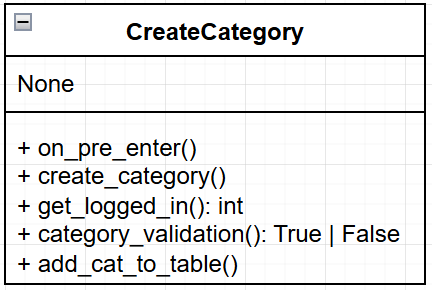 CreateCategory
None
+ on_pre_enter()
+ create_category()
+ get_logged_in(): int
+ category_validation(): True | False
+ add_cat_to_table()